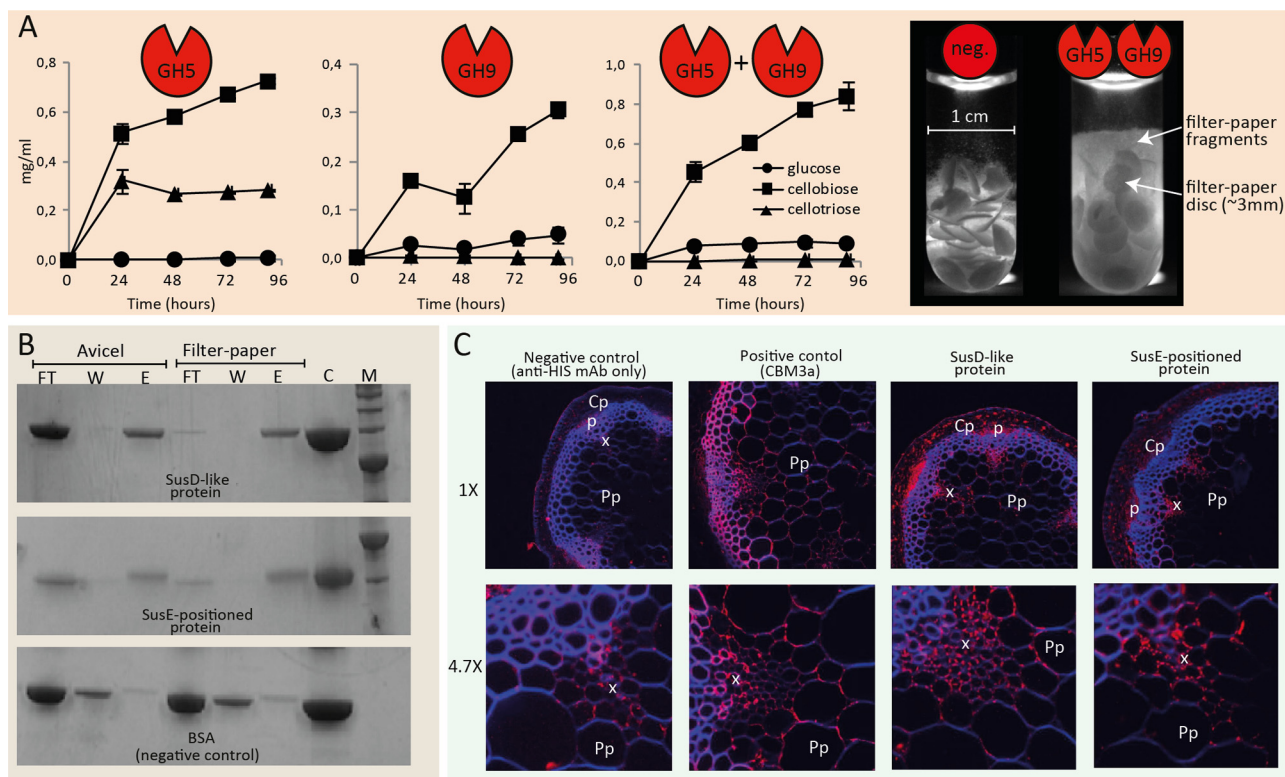 A
GH5
0,8
0,6
0,4
0,2
0,0
mg/ml
0
24
48
72
96
Time (hours)
GH9
0,4
0,3
0,2
0,1
0,0
0
24
48
72
96
Time (hours)
GH5
+
GH9
1,0
0,8
0,6
0,4
0,2
0,0
0
24
48
72
96
Time (hours)
glucose
cellobiose
cellotriose
neg.
1 cm
GH5
GH9
filter-paper
fragments
filter-paper
disc (~3mm)
B
Avicel
Filter-paper
FT W E FT W E C M
SusD-like
protein
SusE-positioned
protein
BSA
(negative control)
C
Negative control
(anti-HIS mAb only)
Positive contol
(CBM3a)
SusD-like
protein
SusE-positioned
protein
1X
Cp
p
x
Pp
Pp
Cp
p
x
Pp
Cp
p
x
Pp
4.7X
x
Pp
x
Pp
x
Pp
x
Pp